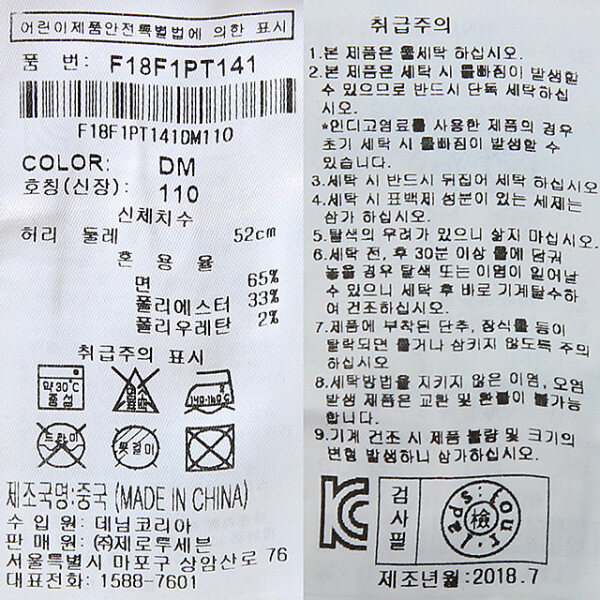 어린이제품안전특별법에 의한 표시
품 번: F18F1PT141
F18F1PT141DM110
COLOR: DM
호칭(신장): 110
신체치수
허리 둘레 52cm
혼 용 율
면 65%
폴리에스터 33%
폴리우레탄 2%
취급주의 표시
약 30℃
중성
표백제
140-160℃
드라이
옷걸이
제조국명:중국 (MADE IN CHINA)
수 입 원: 데님코리아
판 매 원: ㈜제로투세븐
서울특별시 마포구 상암산로 76
대표전화: 1588-7601
취급주의
1.본 제품은 물세탁 하십시오.
2.본 제품은 세탁 시 물빠짐이 발생할
수 있으므로 반드시 단독 세탁하십
시오.
*인디고염료를 사용한 제품의 경우
초기 세탁 시 물빠짐이 발생할 수
있습니다.
3.세탁 시 반드시 뒤집어 세탁 하십시오
4.세탁 시 표백제 성분이 있는 세제는
삼가 하십시오.
5.탈색의 우려가 있으니 삶지 마십시오.
6.세탁 전, 후 30분 이상 물에 담궈
놓을 경우 탈색 또는 이염이 일어날
수 있으니 세탁 후 바로 기계탈수하
여 건조하십시오.
7.제품에 부착된 단추, 장식물 등이
탈락되면 물거나 삼키지 않도록 주의
하십시오
8.세탁방법을 지키지 않은 이염, 오염
발생 제품은 교환 및 환불이 불가능
합니다.
9.기계 건조 시 제품 불량 및 크기의
변형 발생하니 삼가하십시오.
검사필
檢
제조년월:2018.7